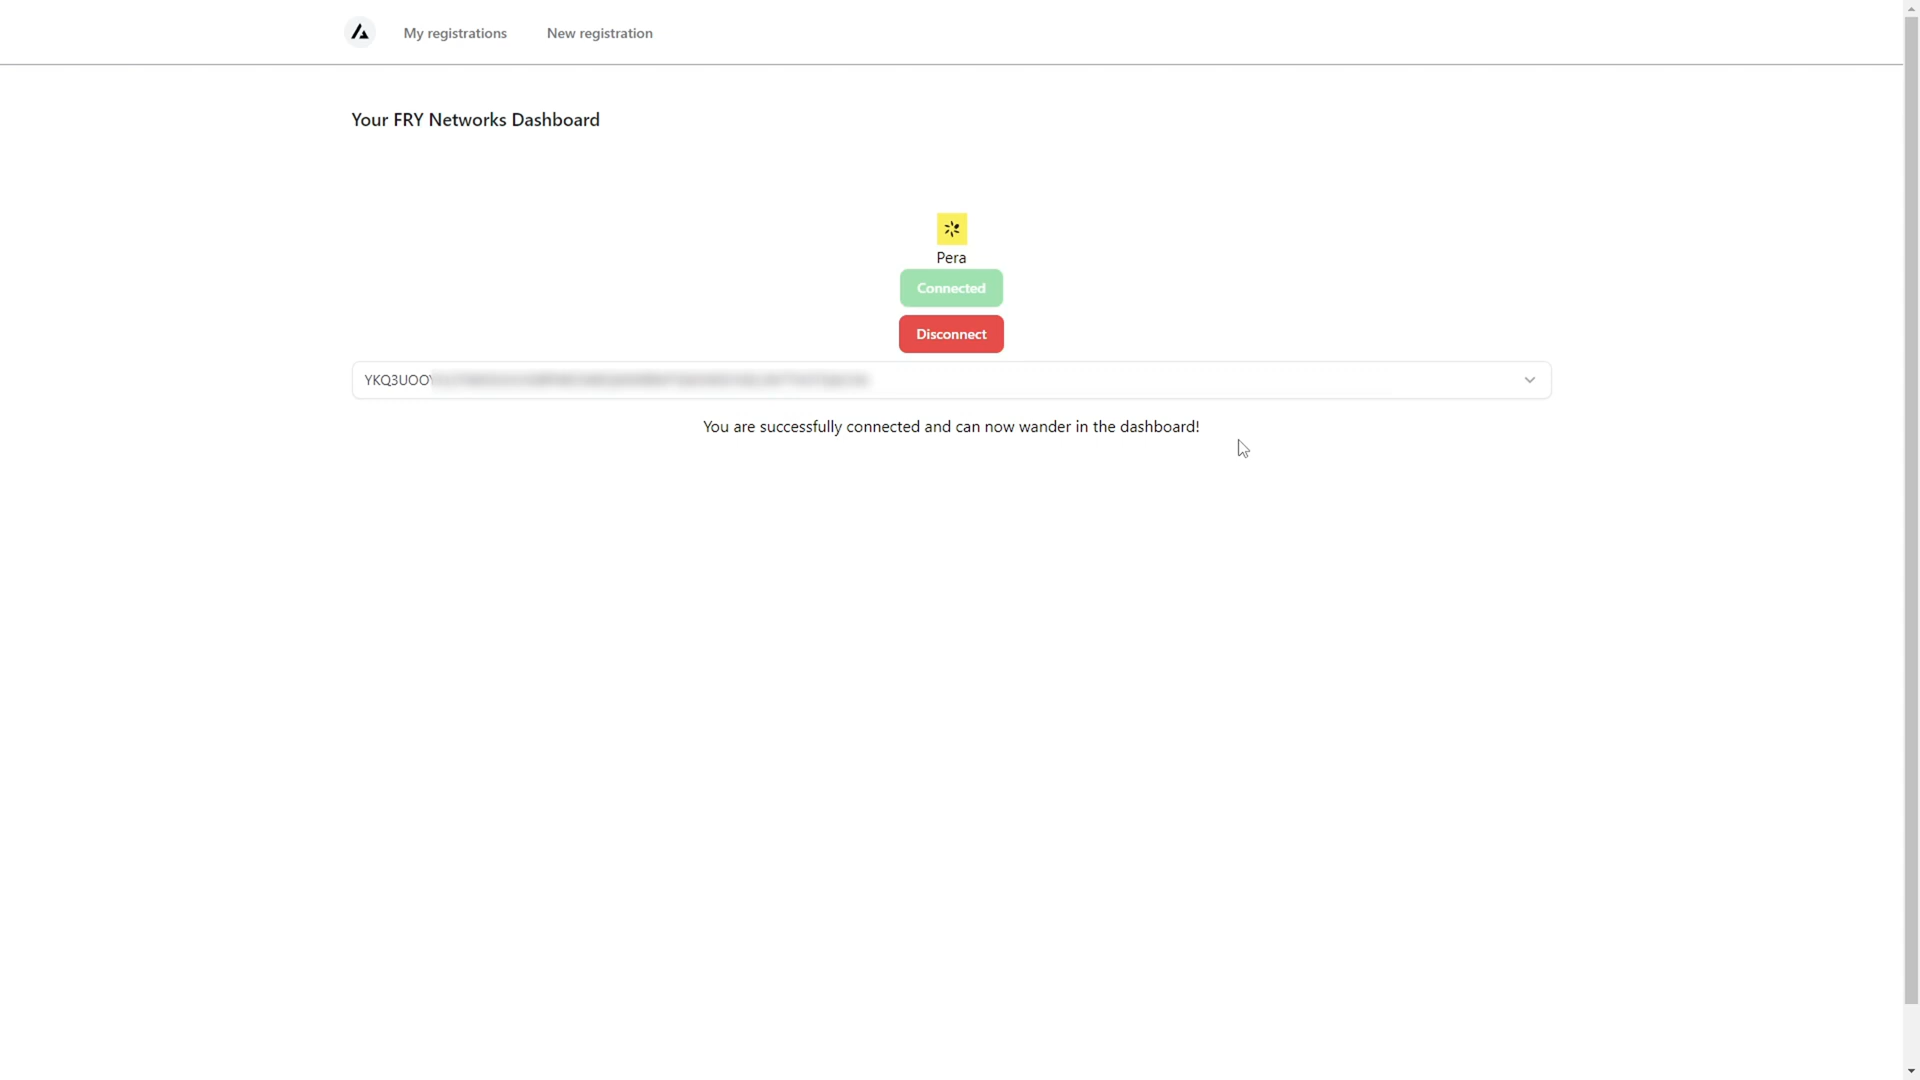 My registrations New registration
Your FRY Networks Dashboard
Pera
Connected
Disconnect
YKQ3UOO
You are successfully connected and can now wander in the dashboard!